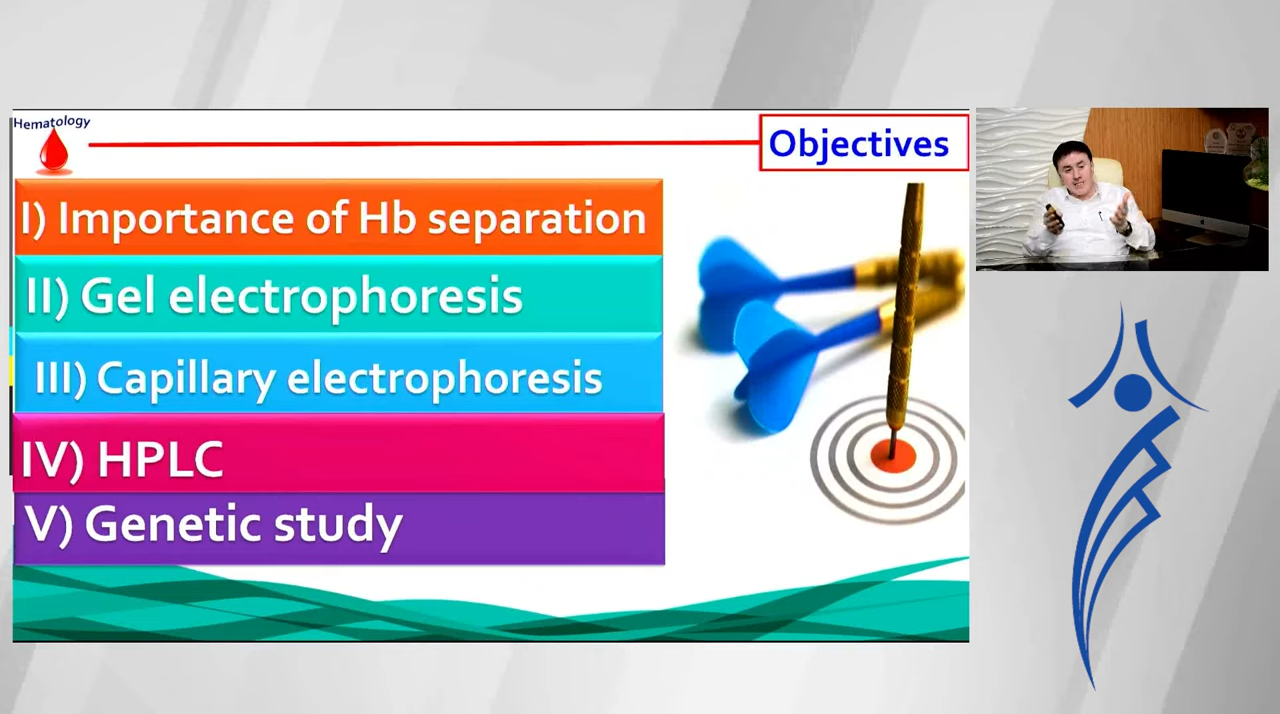 Hematology
Objectives
I) Importance of Hb separation
II) Gel electrophoresis
III) Capillary electrophoresis
IV) HPLC
V) Genetic study